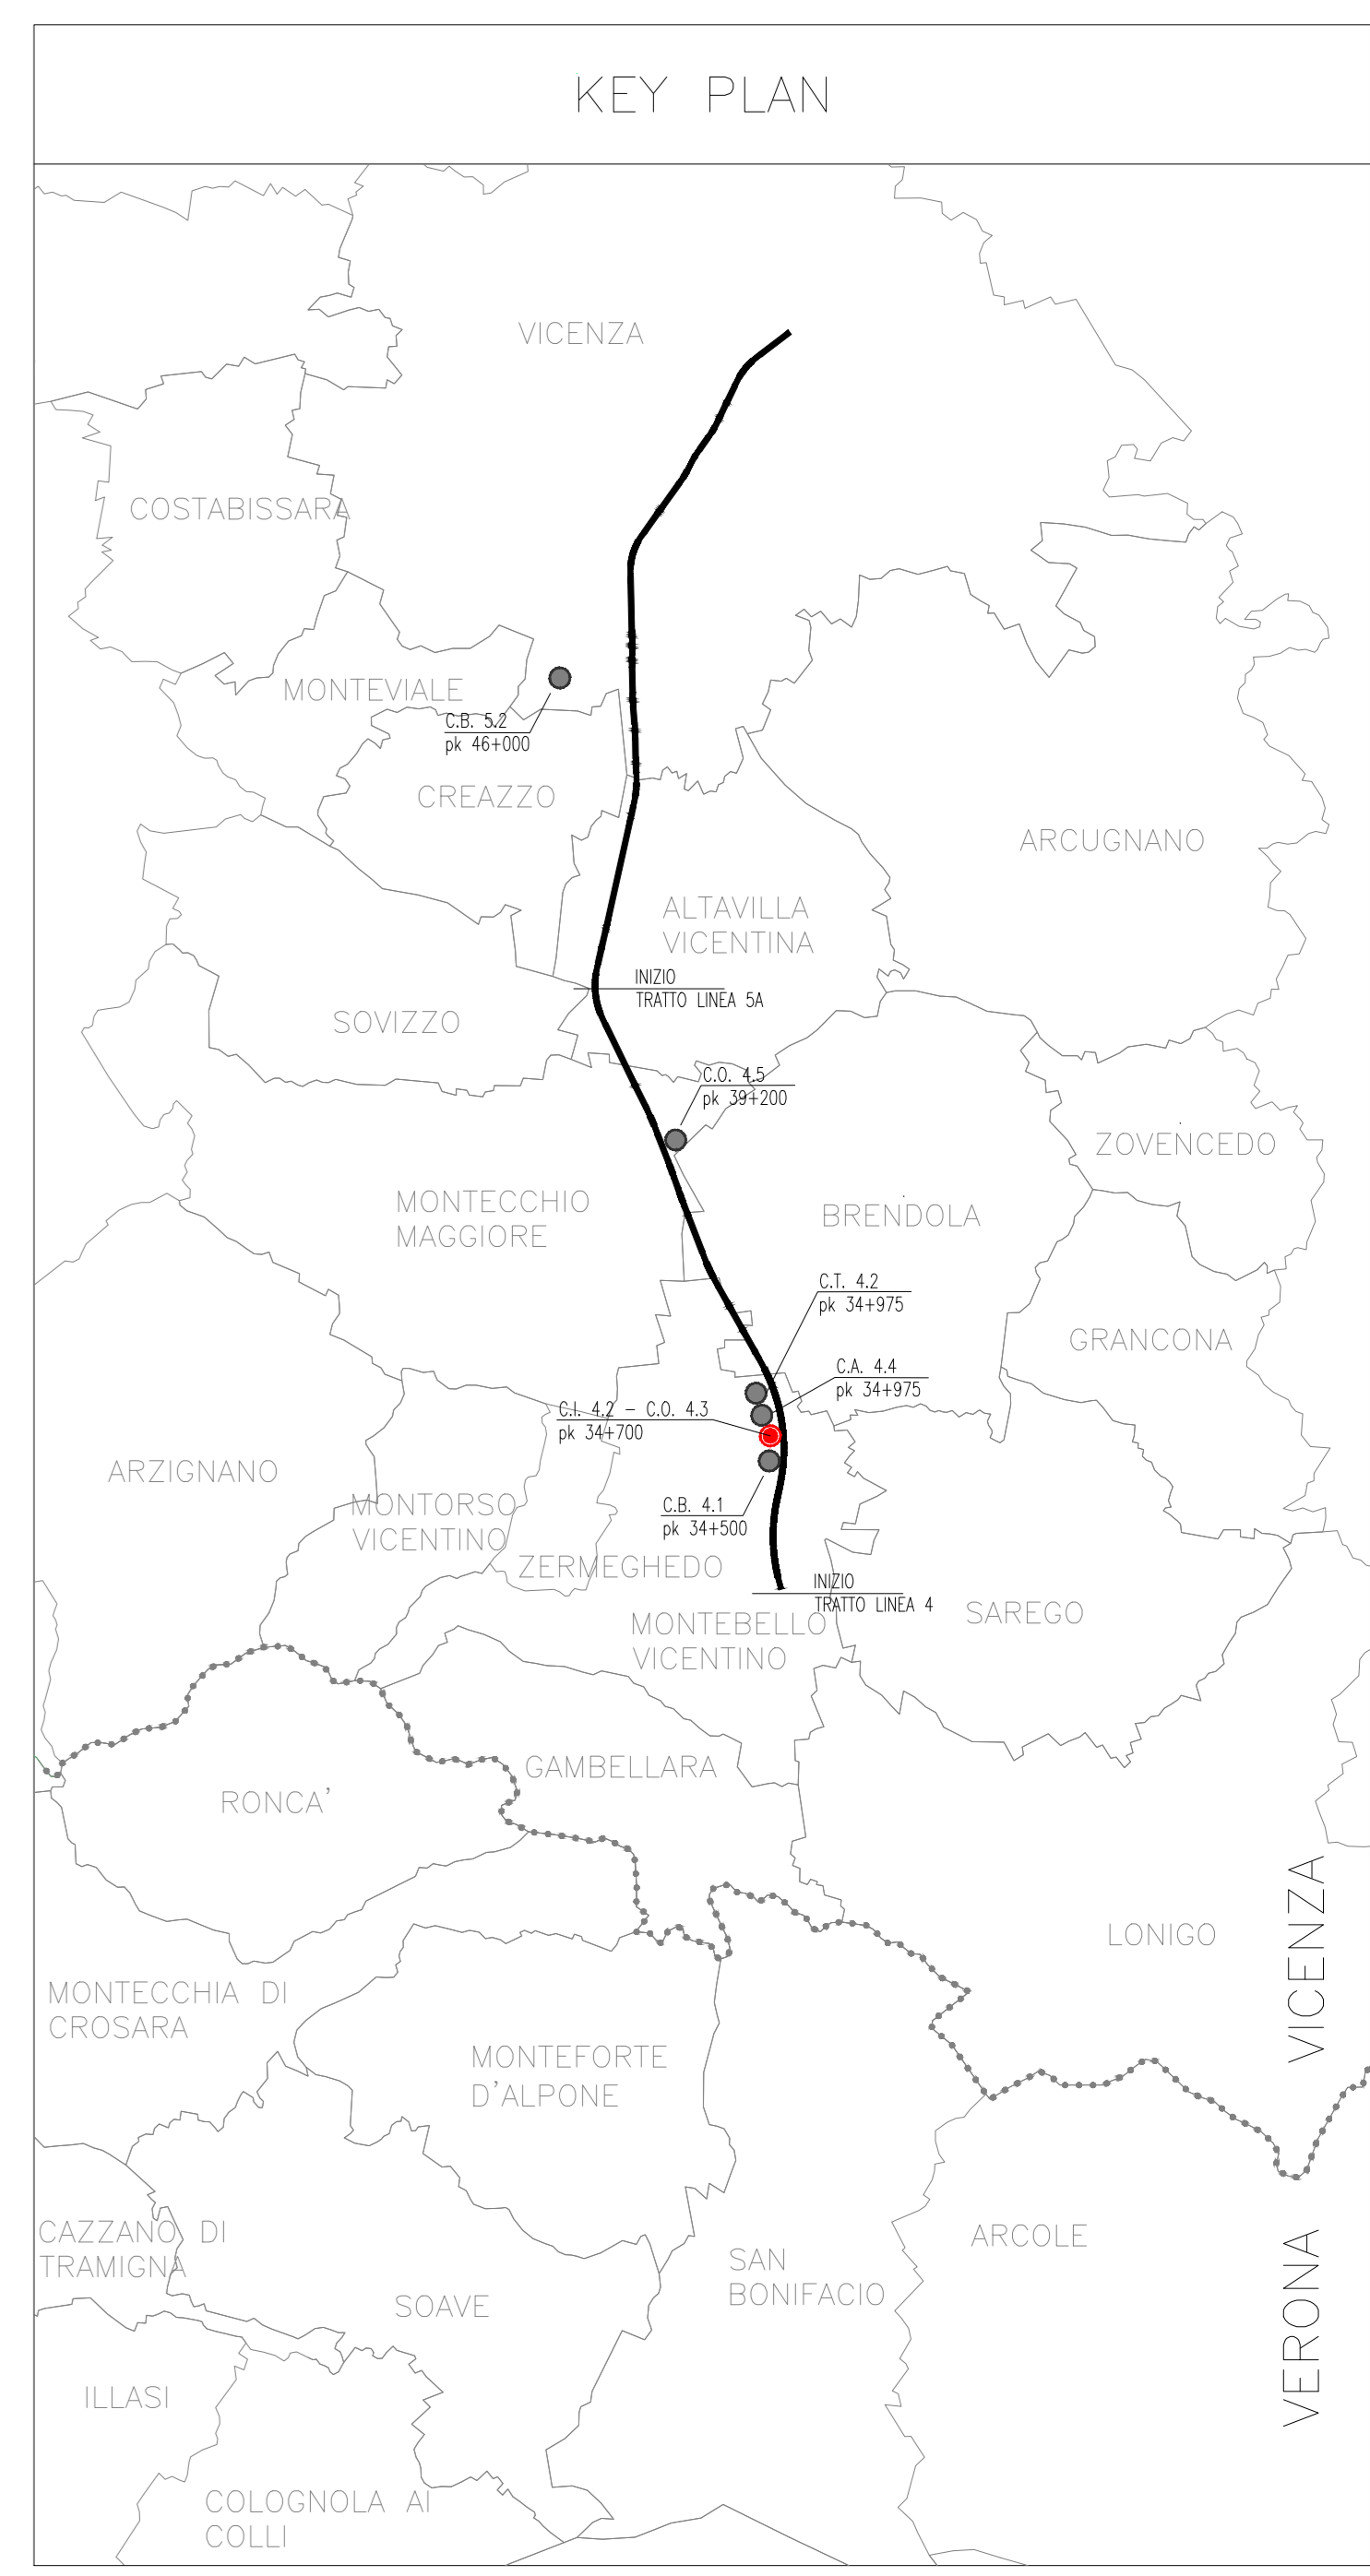 KEY PLAN
VICENZA
COSTABISSARA
MONTEVIALE
C.B. 5.2
pk 46+000
CREAZZO
ARCUGNANO
ALTAVILLA
VICENTINA
INIZIO
TRATTO LINEA 5A
SOVIZZO
C.O. 4.5
pk 39+200
ZOVENCEDO
MONTECCHIO
MAGGIORE
BRENDOLA
C.T. 4.2
pk 34+975
GRANCONA
C.A. 4.4
pk 34+975
C.I. 4.2 - C.O. 4.3
pk 34+700
ARZIGNANO
MONTORSO
VICENTINO
C.B. 4.1
pk 34+500
ZERMEGHEDO
INIZIO
TRATTO LINEA 4
SAREGO
MONTEBELLO
VICENTINO
GAMBELLARA
RONCA'
LONIGO
VICENZA
MONTECCHIA DI
CROSARA
MONTEFORTE
D'ALPONE
CAZZANO DI
TRAMIGNA
ARCOLE
SAN
BONIFACIO
SOAVE
VERONA
ILLASI
COLOGNOLA AI
COLLI